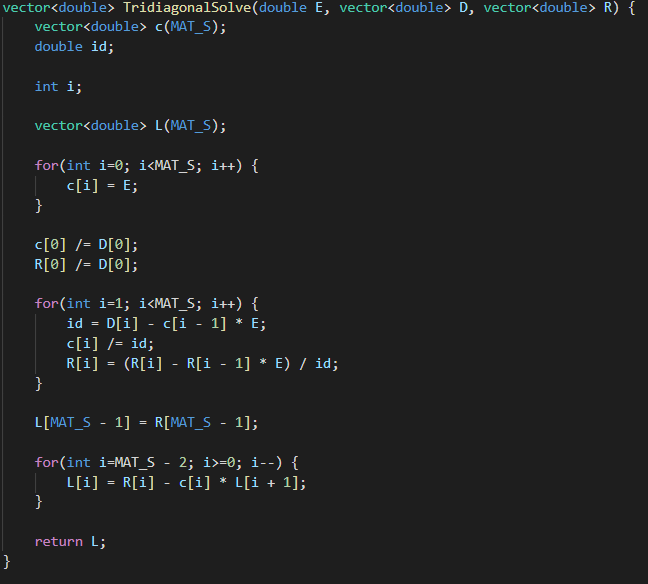 vector<double> TridiagonalSolve(double E, vector<double> D, vector<double> R) {
    vector<double> c(MAT_S);
    double id;
    int i;
    vector<double> L(MAT_S);
    for(int i=0; i<MAT_S; i++) {
        c[i] = E;
    }
    c[0] /= D[0];
    R[0] /= D[0];
    for(int i=1; i<MAT_S; i++) {
        id = D[i] - c[i - 1] * E;
        c[i] /= id;
        R[i] = (R[i] - R[i - 1] * E) / id;
    }
    L[MAT_S - 1] = R[MAT_S - 1];
    for(int i=MAT_S - 2; i>=0; i--) {
        L[i] = R[i] - c[i] * L[i + 1];
    }
    return L;
}